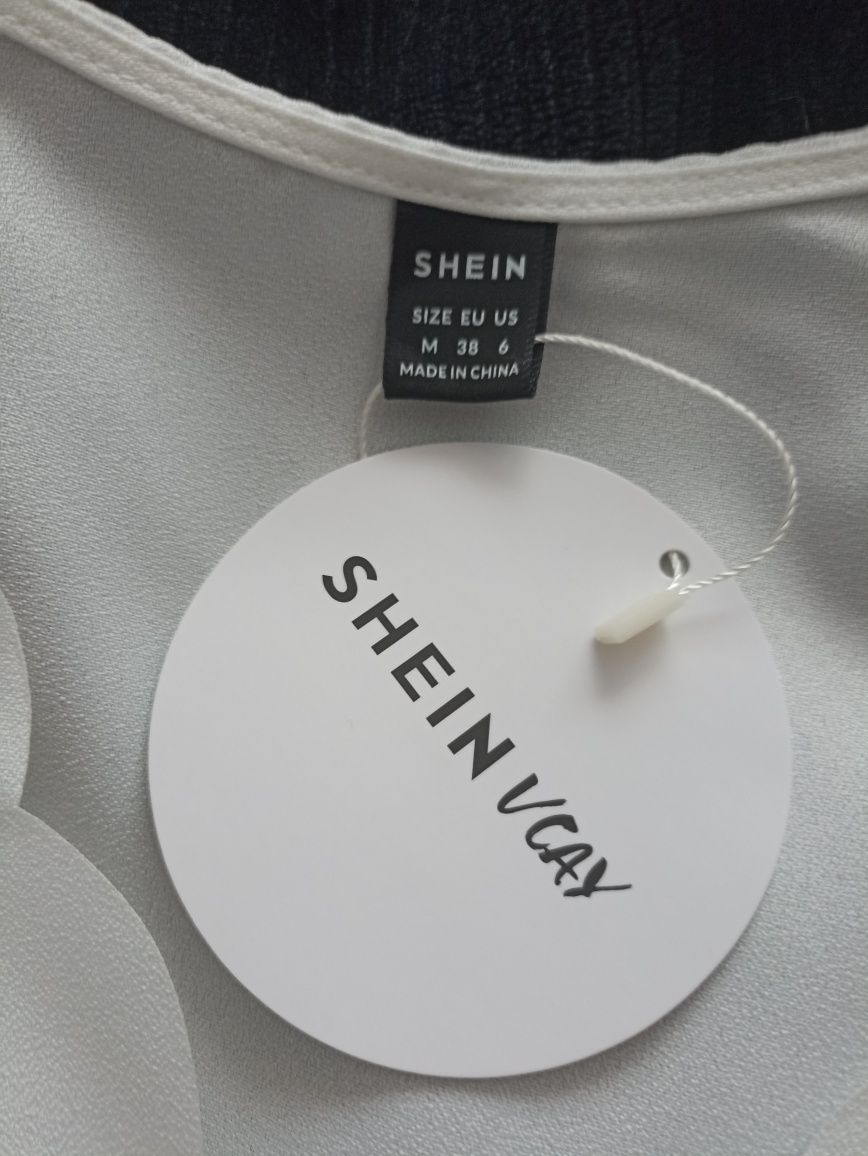 SHEIN
SIZE EU US
M 38 6
MADE IN CHINA
SHEIN VCAY